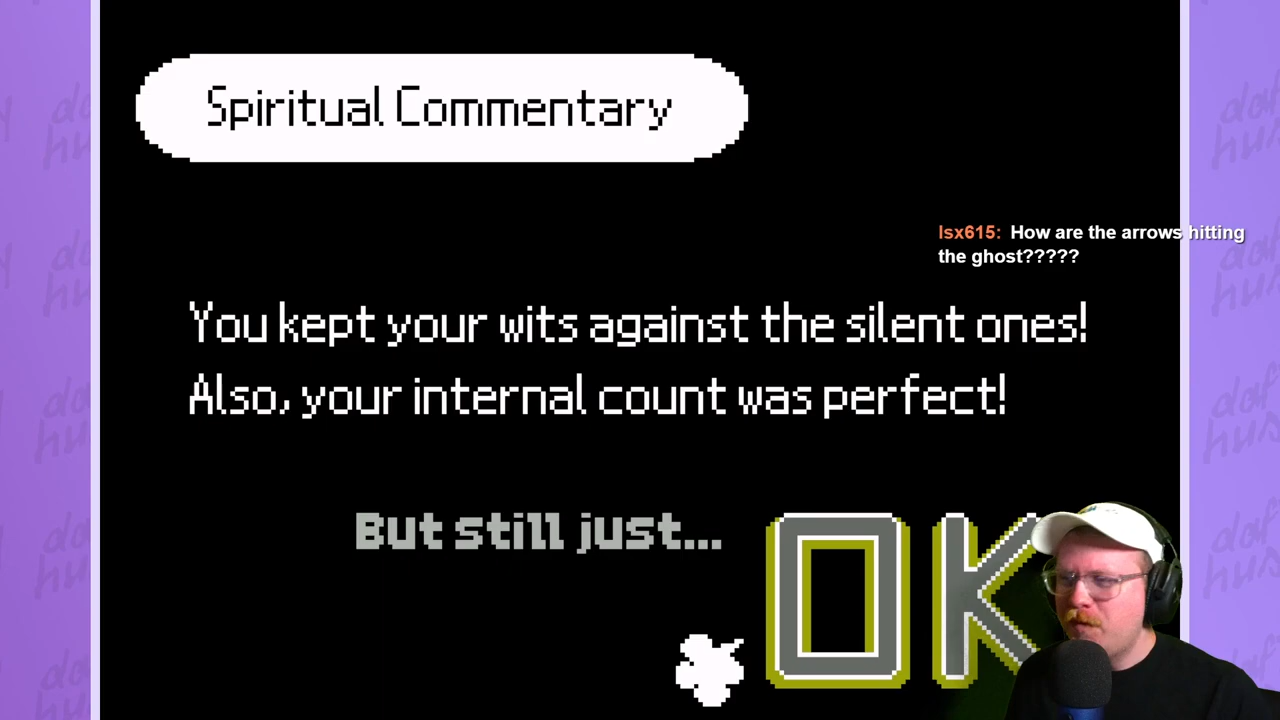 Spiritual Commentary
lsx615: How are the arrows hitting
the ghost?????
You kept your wits against the silent ones!
Also, your internal count was perfect!
But still just...
OK